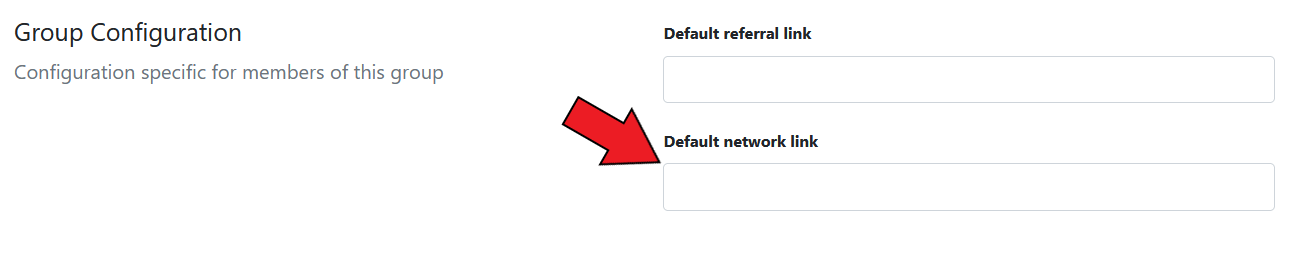 Group Configuration
Configuration specific for members of this group
Default referral link
Default network link